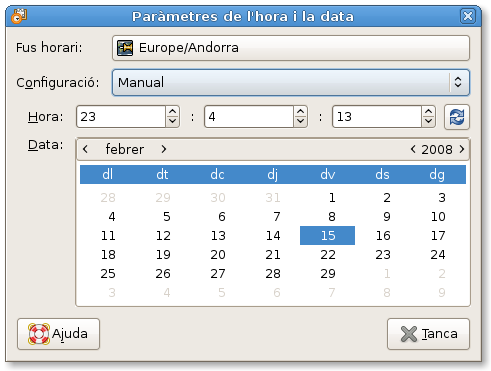 Paràmetres de l'hora i la data
Fus horari: Europe/Andorra
Configuració: Manual
Hora: 23 : 4 : 13
Data: < febrer > < 2008 >
dl dt dc dj dv ds dg
28 29 30 31 1 2 3
4 5 6 7 8 9 10
11 12 13 14 15 16 17
18 19 20 21 22 23 24
25 26 27 28 29 1 2
3 4 5 6 7 8 9
Ajuda Tanca